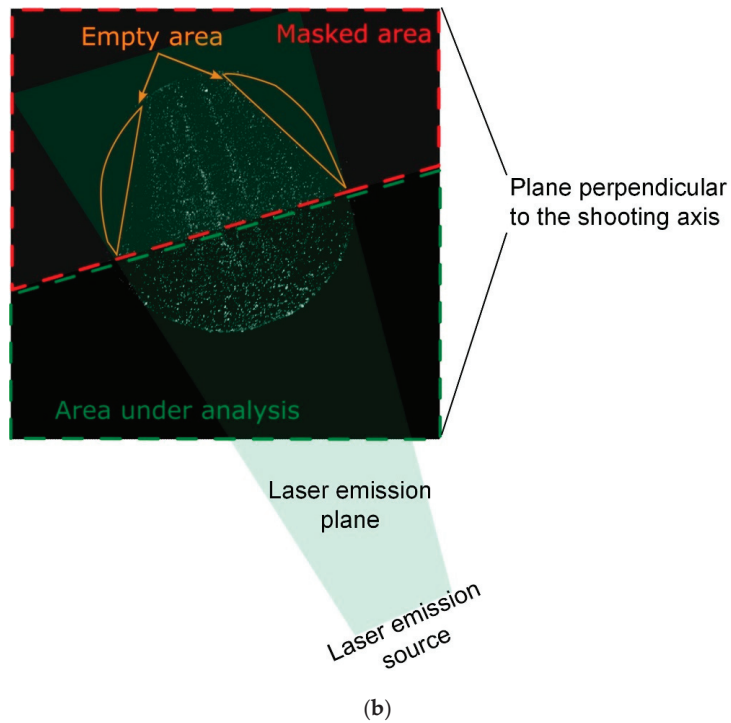 Empty area
Masked area
Plane perpendicular
to the shooting axis
Area under analysis
Laser emission
plane
Laser emission
source
(b)